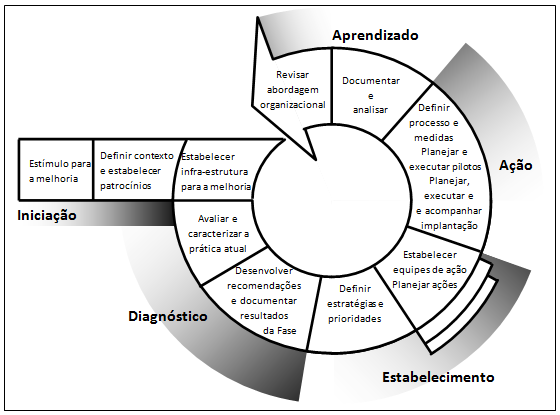 Aprendizado
Revisar
abordagem
organizacional
Documentar
e
analisar
Definir
processo e
medidas
Planejar e
executar pilotos
Planejar,
executar e
e acompanhar
implantação
Ação
Estímulo para
a melhoria
Definir contexto
e estabelecer
patrocínios
Estabelecer
infra-estrutura
para a melhoria
Iniciação
Avaliar e
caracterizar a
prática atual
Desenvolver
recomendações
e documentar
resultados
da Fase
Diagnóstico
Definir
estratégias e
prioridades
Estabelecer
equipes de ação
Planejar ações
Estabelecimento